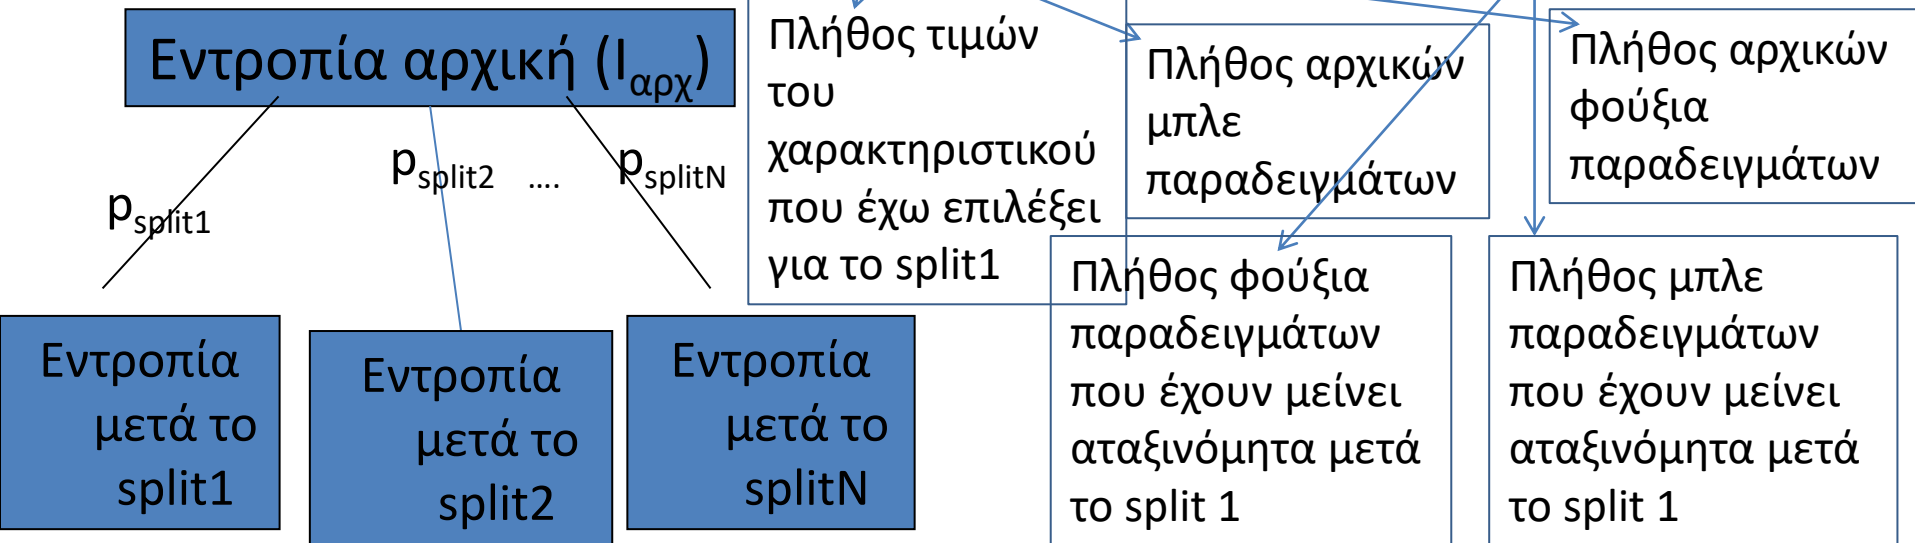 Εντροπία αρχική (Iαρχ)
psplit1
psplit2 ....
psplitN
Εντροπία
μετά το
split1
Εντροπία
μετά το
split2
Εντροπία
μετά το
splitN
Πλήθος τιμών
του
χαρακτηριστικού
που έχω επιλέξει
για το split1
Πλήθος αρχικών
μπλε
παραδειγμάτων
Πλήθος αρχικών
φούξια
παραδειγμάτων
Πλήθος φούξια
παραδειγμάτων
που έχουν μείνει
αταξινόμητα μετά
το split 1
Πλήθος μπλε
παραδειγμάτων
που έχουν μείνει
αταξινόμητα μετά
το split 1